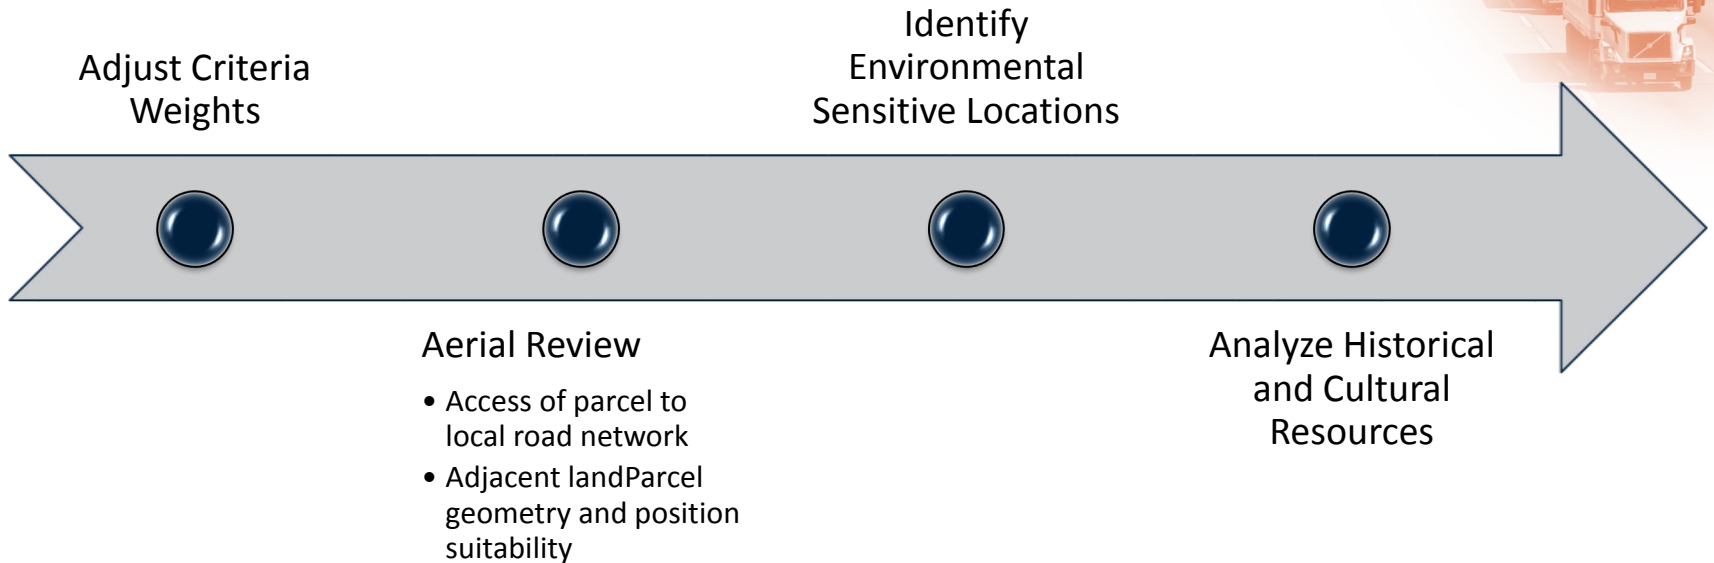 Adjust Criteria
Weights
Aerial Review
• Access of parcel to
local road network
• Adjacent landParcel
geometry and position
suitability
Identify
Environmental
Sensitive Locations
Analyze Historical
and Cultural
Resources